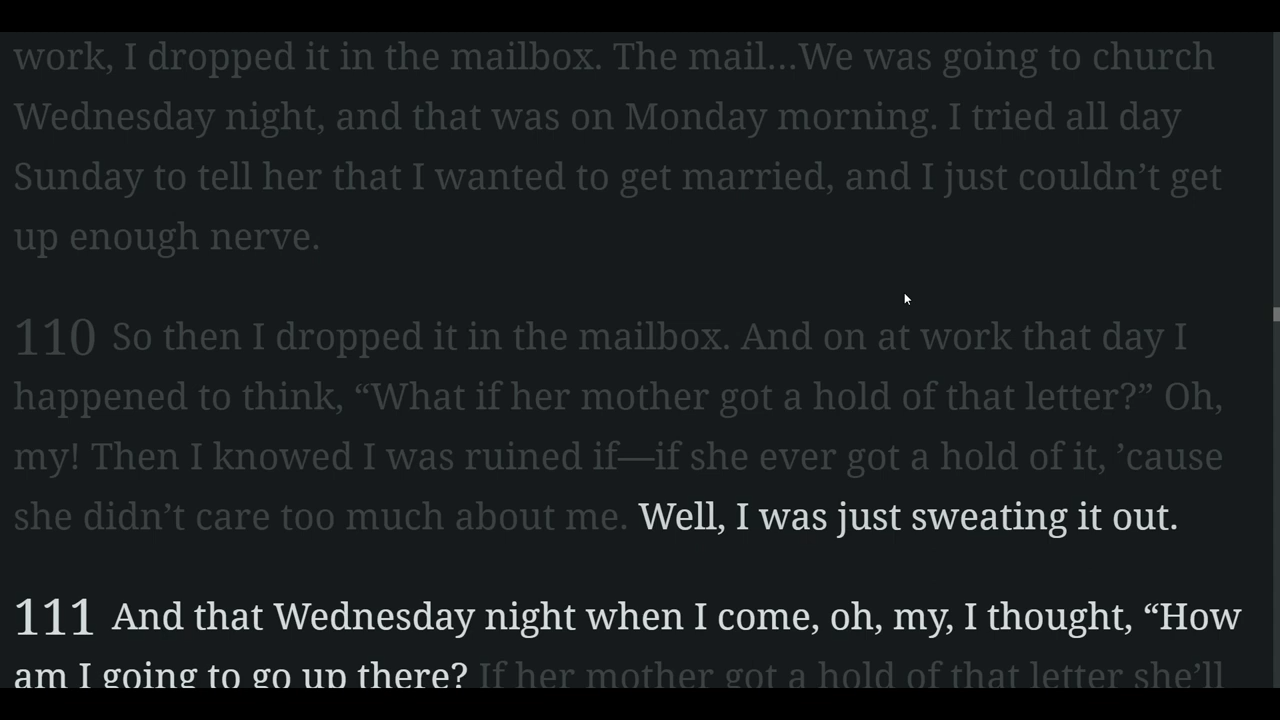 work, I dropped it in the mailbox. The mail…We was going to church
Wednesday night, and that was on Monday morning. I tried all day
Sunday to tell her that I wanted to get married, and I just couldn’t get
up enough nerve.
110 So then I dropped it in the mailbox. And on at work that day I
happened to think, “What if her mother got a hold of that letter?” Oh,
my! Then I knowed I was ruined if—if she ever got a hold of it, ’cause
she didn’t care too much about me. Well, I was just sweating it out.
111 And that Wednesday night when I come, oh, my, I thought, “How
am I going to go up there? If her mother got a hold of that letter she’ll